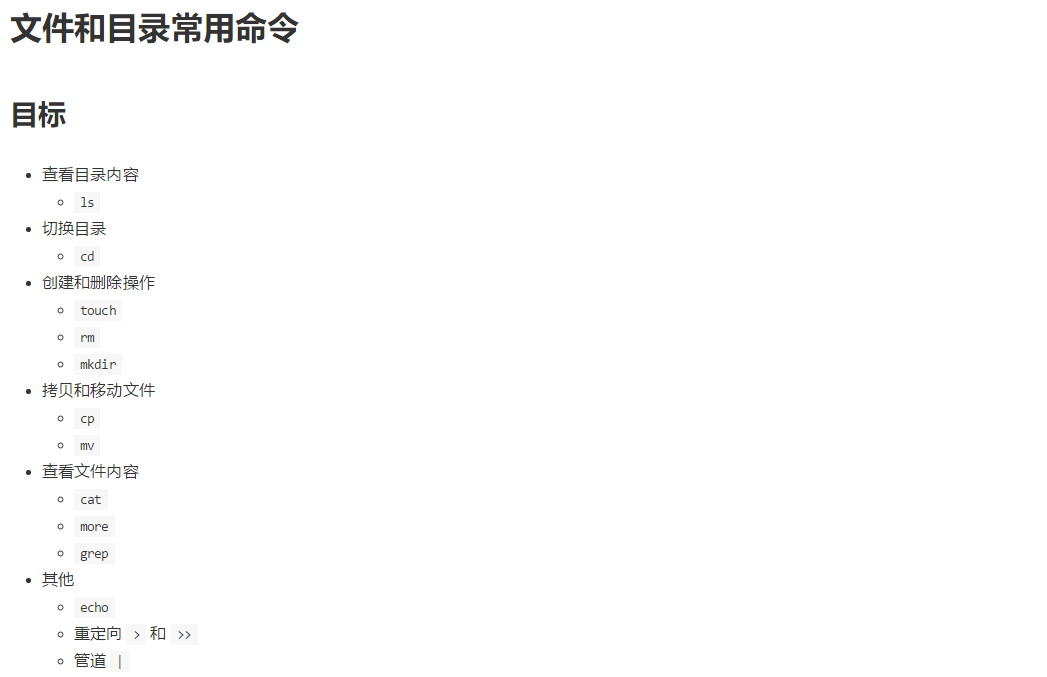 文件和目录常用命令
目标
查看目录内容
ls
切换目录
cd
创建和删除操作
touch
rm
mkdir
拷贝和移动文件
cp
mv
查看文件内容
cat
more
grep
其他
echo
重定向 > 和 >>
管道 |